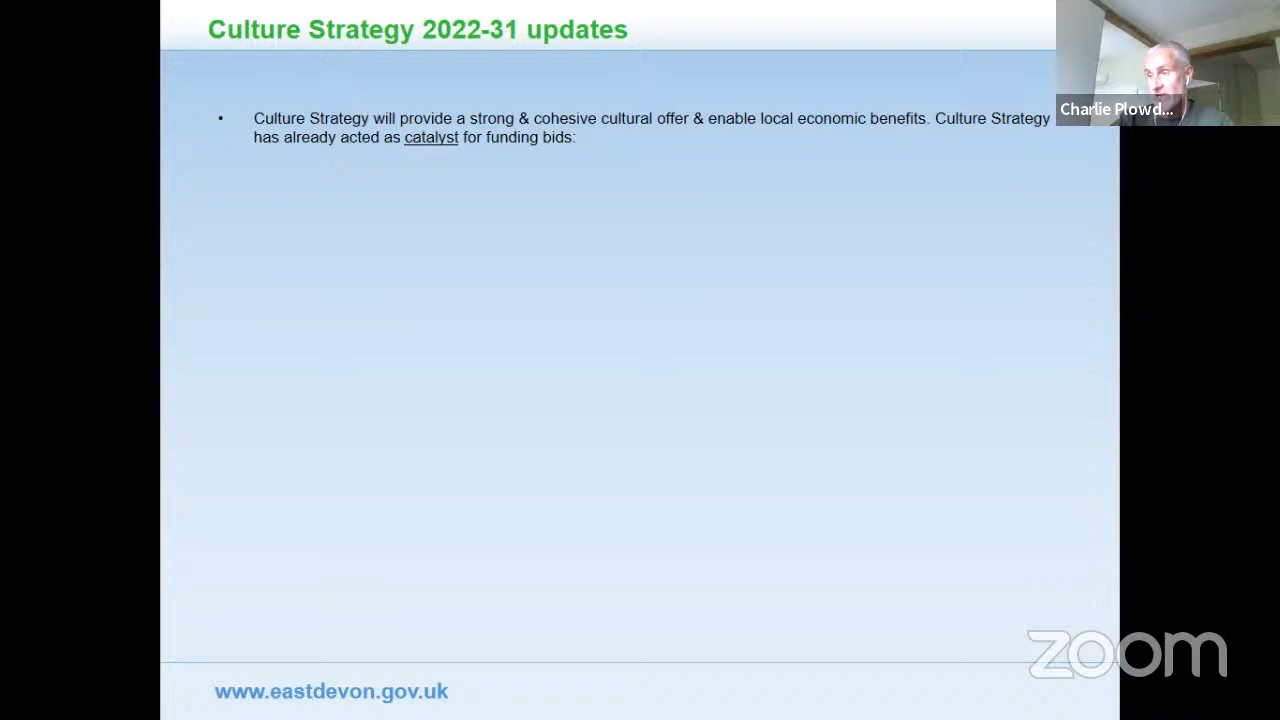 Culture Strategy 2022-31 updates
Charlie Plowd...
• Culture Strategy will provide a strong & cohesive cultural offer & enable local economic benefits. Culture Strategy
has already acted as catalyst for funding bids:
zoom
www.eastdevon.gov.uk